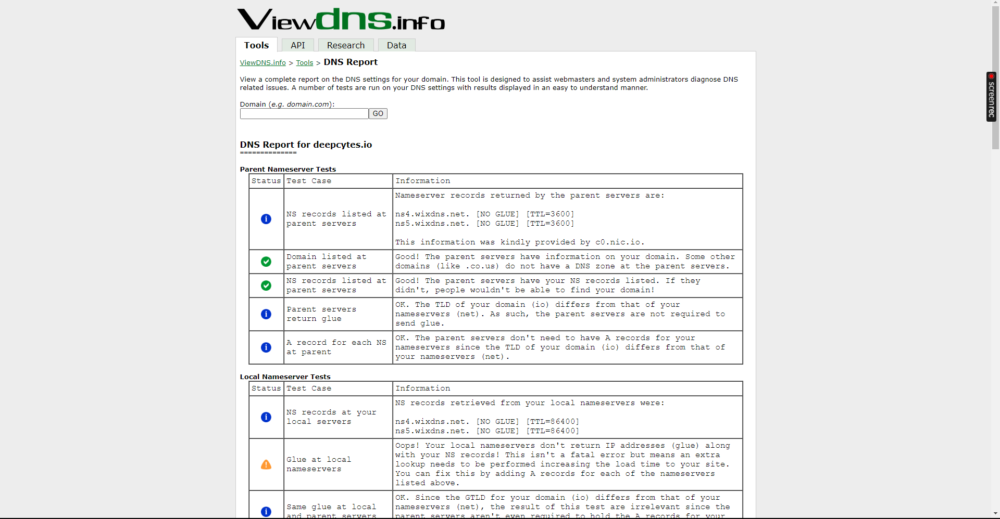 Viewdns.info
Tools
API
Research
Data
ViewDNS.info > Tools > DNS Report
View a complete report on the DNS settings for your domain. This tool is designed to assist webmasters and system administrators diagnose DNS
related issues. A number of tests are run on your DNS settings with results displayed in an easy to understand manner.
Domain (e.g. domain.com):
GO
DNS Report for deepcytes.io
==============
Parent Nameserver Tests
Status Test Case Information
NS records listed at
parent servers
Nameserver records returned by the parent servers are:
ns4.wixdns.net. [NO GLUE] [TTL=3600]
ns5.wixdns.net. [NO GLUE] [TTL=3600]
This information was kindly provided by c0.nic.io.
Domain listed at
parent servers
Good! The parent servers have information on your domain. Some other
domains (like .co.us) do not have a DNS zone at the parent servers.
NS records listed at
parent servers
Good! The parent servers have your NS records listed. If they
didn't, people wouldn't be able to find your domain!
Parent servers
return glue
OK. The TLD of your domain (io) differs from that of your
nameservers (net). As such, the parent servers are not required to
send glue.
A record for each NS
at parent
OK. The parent servers don't need to have A records for your
nameservers since the TLD of your domain (io) differs from that of
your nameservers (net).
Local Nameserver Tests
Status Test Case Information
NS records at your
local servers
NS records retrieved from your local nameservers were:
ns4.wixdns.net. [NO GLUE] [TTL=86400]
ns5.wixdns.net. [NO GLUE] [TTL=86400]
Glue at local
nameservers
Oops! Your local nameservers don't return IP addresses (glue) along
with your NS records! This isn't a fatal error but means an extra
lookup needs to be performed increasing the load time to your site.
You can fix this by adding A records for each of the nameservers
listed above.
Same glue at local
and parent servers
OK. Since the GTLD for your domain (io) differs from that of your
nameservers (net), the result of this test are irrelevant since the
parent servers aren't even required to hold the A records for your
screenrec